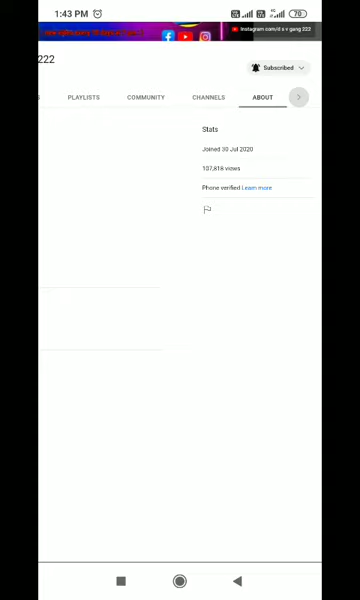 1:43 PM
70
Instagram.com/d s v gang 222
222
Subscribed
S PLAYLISTS COMMUNITY CHANNELS ABOUT
Stats
Joined 30 Jul 2020
107,818 views
Phone verified Learn more